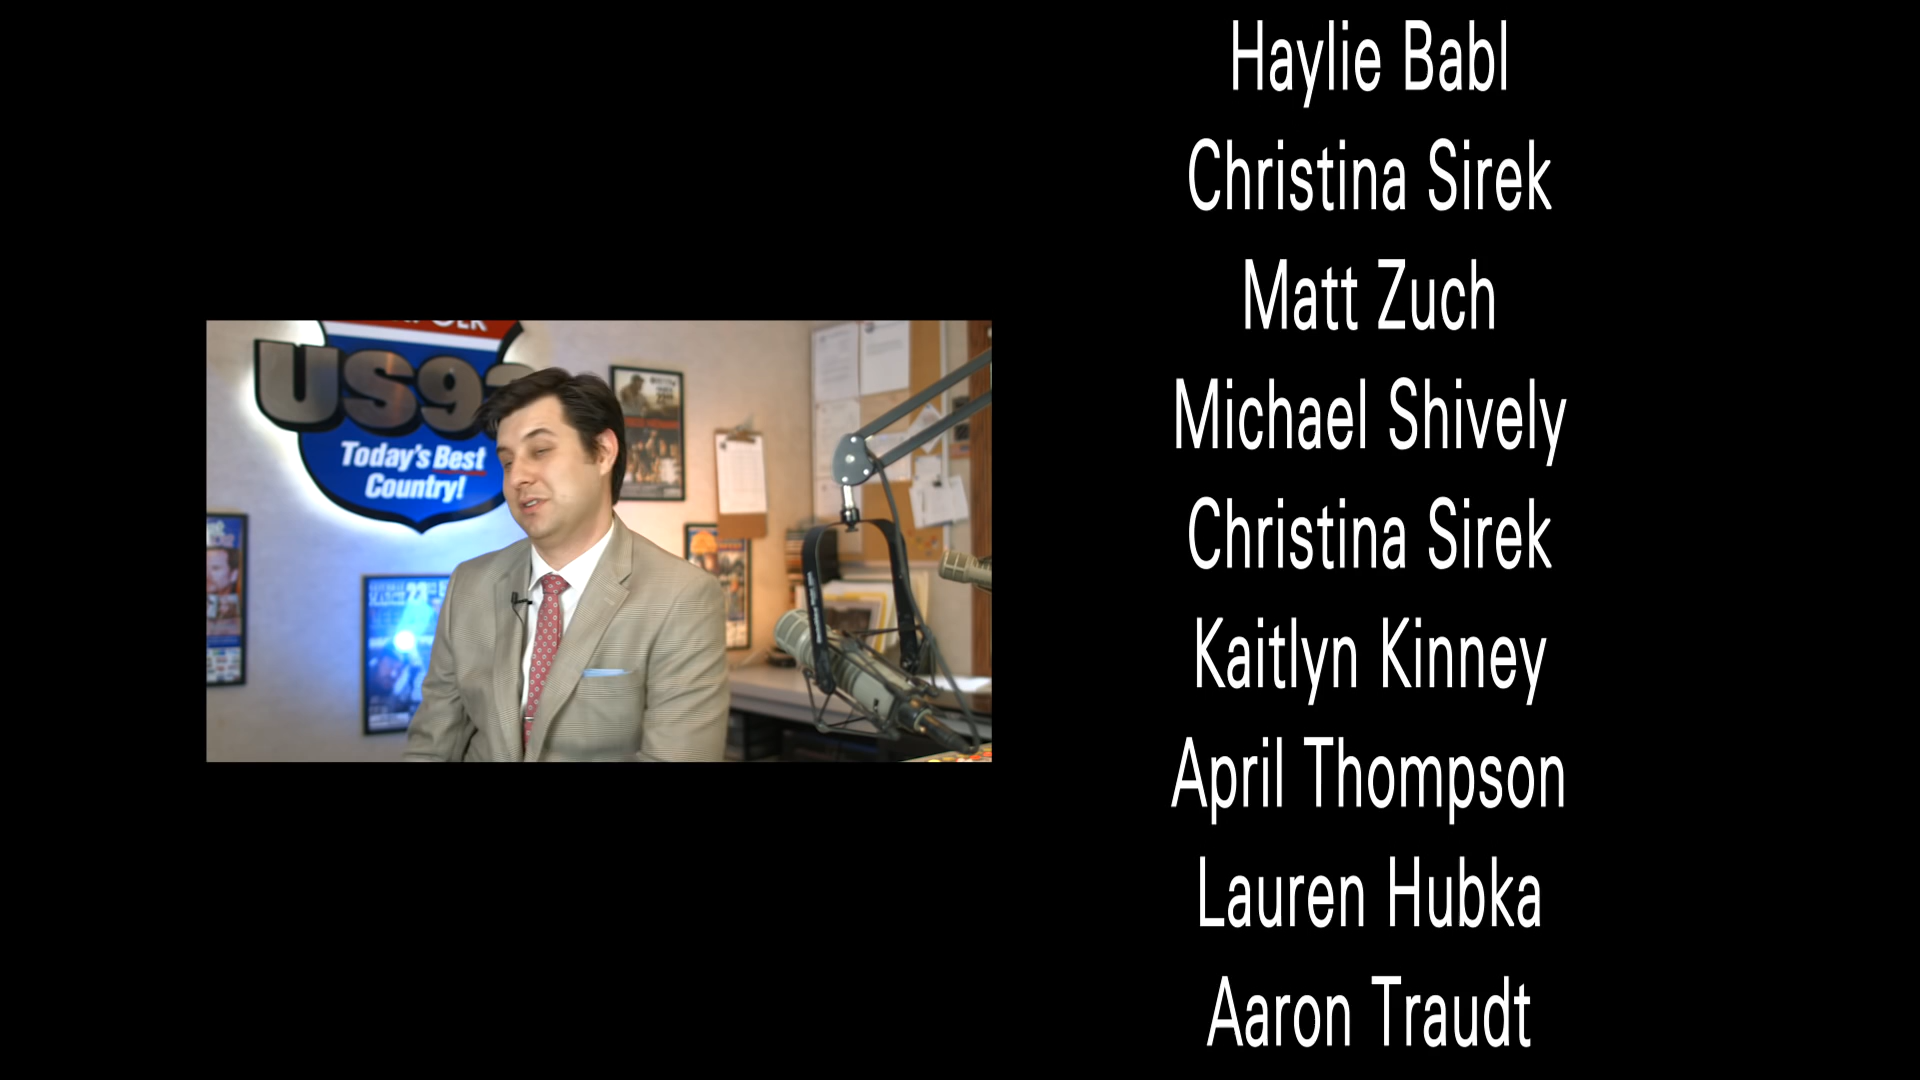 US9
Today's Best
Country!
Haylie Babl
Christina Sirek
Matt Zuch
Michael Shively
Christina Sirek
Kaitlyn Kinney
April Thompson
Lauren Hubka
Aaron Traudt